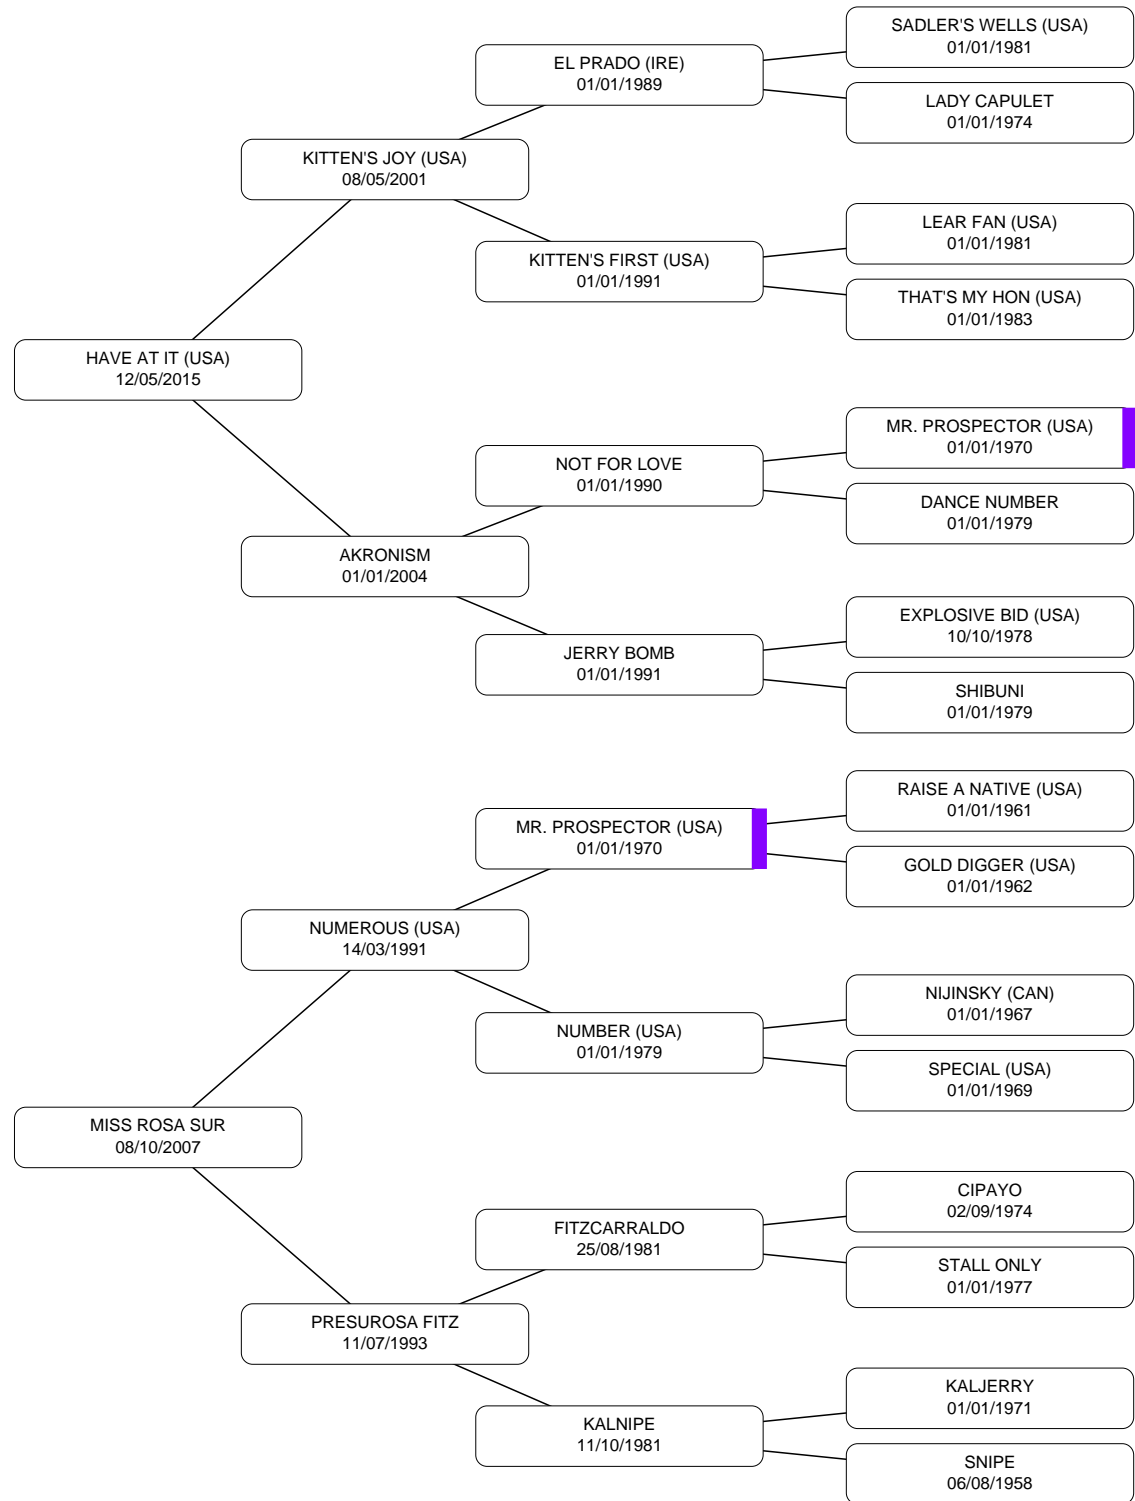 SADLER'S WELLS (USA)
01/01/1981
EL PRADO (IRE)
01/01/1989
LADY CAPULET
01/01/1974
KITTEN'S JOY (USA)
08/05/2001
LEAR FAN (USA)
01/01/1981
KITTEN'S FIRST (USA)
01/01/1991
THAT'S MY HON (USA)
01/01/1983
HAVE AT IT (USA)
12/05/2015
MR. PROSPECTOR (USA)
01/01/1970
NOT FOR LOVE
01/01/1990
DANCE NUMBER
01/01/1979
AKRONISM
01/01/2004
EXPLOSIVE BID (USA)
10/10/1978
JERRY BOMB
01/01/1991
SHIBUNI
01/01/1979
RAISE A NATIVE (USA)
01/01/1961
MR. PROSPECTOR (USA)
01/01/1970
GOLD DIGGER (USA)
01/01/1962
NUMEROUS (USA)
14/03/1991
NIJINSKY (CAN)
01/01/1967
NUMBER (USA)
01/01/1979
SPECIAL (USA)
01/01/1969
MISS ROSA SUR
08/10/2007
CIPAYO
02/09/1974
FITZCARRALDO
25/08/1981
STALL ONLY
01/01/1977
PRESUROSA FITZ
11/07/1993
KALJERRY
01/01/1971
KALNIPE
11/10/1981
SNIPE
06/08/1958